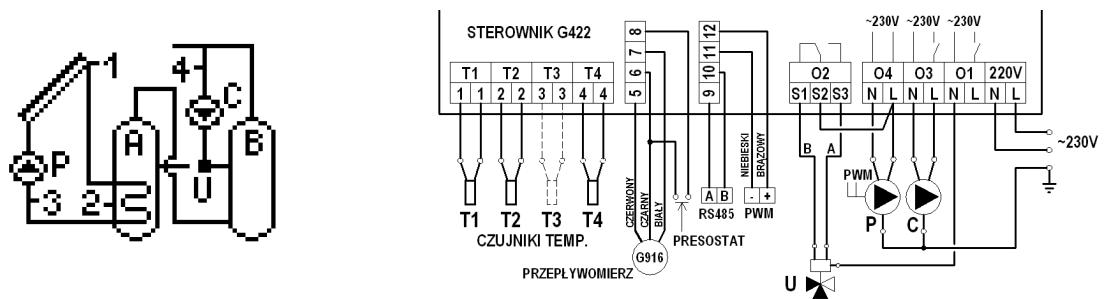 1
4
C
A
B
P
U
3
2
STEROWNIK G422
~230V ~230V ~230V
8
7
6
5
12
11
10
9
T1 T2 T3 T4
1 1 2 2 3 3 4 4
O2 O4 O3 O1 220V
S1 S2 S3 N L N L N L N L
~230V
B A
NIEBIESKI
BRĄZOWY
CZERWONY
CZARNY
BIAŁY
PWM
A B
- +
RS485 PWM
T1 T2 T3 T4
CZUJNIKI TEMP.
PRESOSTAT
P C
G916
PRZEPŁYWOMIERZ
U